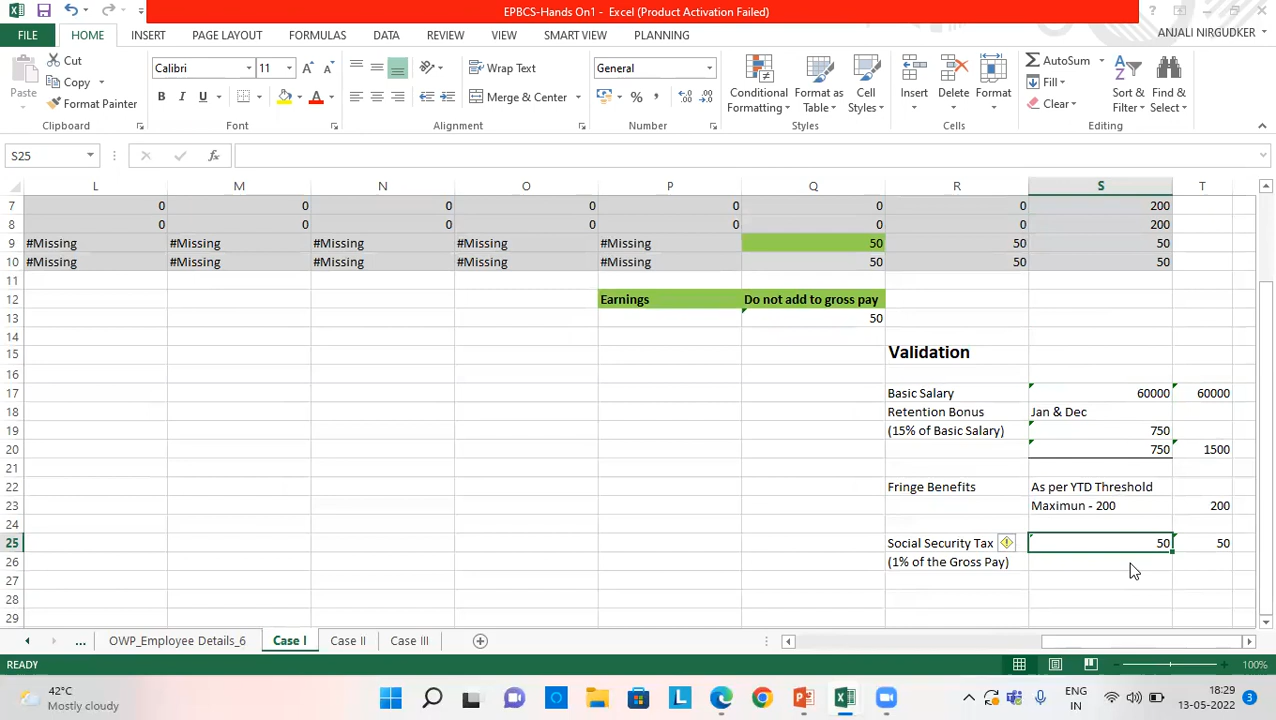 EPBCS-Hands On1 - Excel (Product Activation Failed)
FILE HOME INSERT PAGE LAYOUT FORMULAS DATA REVIEW VIEW SMART VIEW PLANNING ANJALI NIRGUDKER
Paste
Cut
Copy
Format Painter
Clipboard
Calibri 11
B I U
Font
Wrap Text
Merge & Center
Alignment
General
%
Number
Conditional Formatting
Format as Table
Cell Styles
Styles
Insert
Delete
Format
Cells
AutoSum
Fill
Clear
Sort & Filter
Find & Select
Editing
S25
fx
L M N O P Q R S T
7 0 0 0 0 0 0 0 200
8 0 0 0 0 0 0 0 200
9 #Missing #Missing #Missing #Missing #Missing 50 50 50
10 #Missing #Missing #Missing #Missing #Missing 50 50 50
11
12 Earnings Do not add to gross pay
13 50
14
15 Validation
16
17 Basic Salary 60000 60000
18 Retention Bonus Jan & Dec
19 (15% of Basic Salary) 750
20 750 1500
21
22 Fringe Benefits As per YTD Threshold
23 Maximun - 200 200
24
25 Social Security Tax 50 50
26 (1% of the Gross Pay)
27
28
29
... OWP_Employee Details_6 Case I Case II Case III
READY 100%
42°C
Mostly cloudy
ENG
IN
18:29
13-05-2022
3